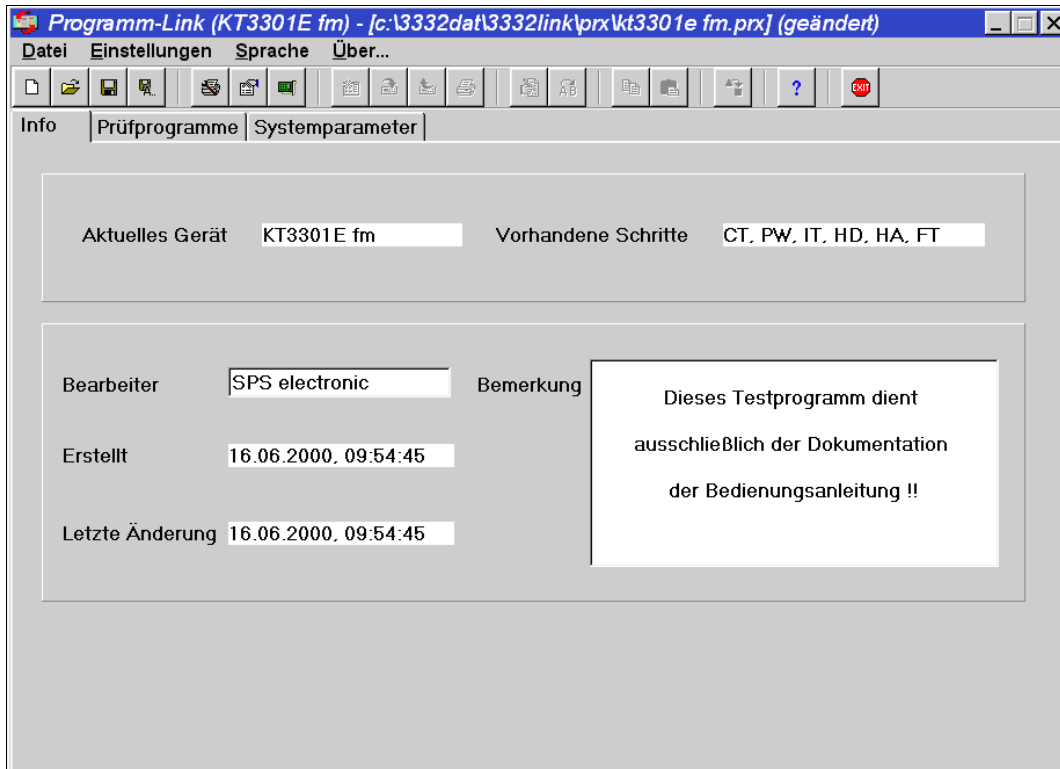 Programm-Link (KT3301E fm) - [c:\3332dat\3332link\prx\kt3301e fm.prx] (geändert)
Datei Einstellungen Sprache Über...
AB ? EXIT
Info Prüfprogramme Systemparameter
Aktuelles Gerät KT3301E fm Vorhandene Schritte CT, PW, IT, HD, HA, FT
Bearbeiter SPS electronic Bemerkung
Dieses Testprogramm dient
ausschließlich der Dokumentation
der Bedienungsanleitung !!
Erstellt 16.06.2000, 09:54:45
Letzte Änderung 16.06.2000, 09:54:45